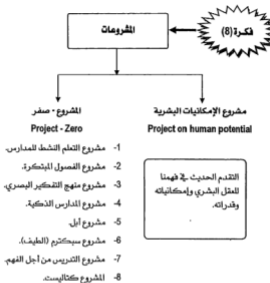 فكرة (8)
المشروعات
المشروع - صفر
Project - Zero
1- مشروع التعلم النشط للمدارس.
2- مشروع الفصول المبتكرة.
3- مشروع منهج التفكير البصري.
4- مشروع المدارس الذكية.
5- مشروع آبل.
6- مشروع سبكترم (الطيف).
7- مشروع التدريس من أجل الفهم.
8- المشروع كتاليست.
مشروع الإمكانيات البشرية
Project on human potential
التقدم الحديث في فهمنا
للعقل البشري وإمكانياته
وقدراته.